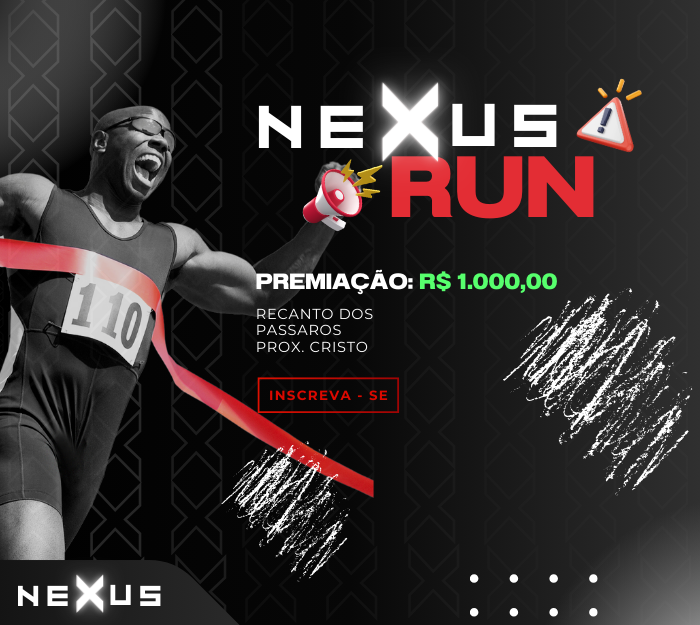 NEXUS
RUN
PREMIAÇÃO: R$ 1.000,00
RECANTO DOS
PASSAROS
PROX. CRISTO
INSCREVA - SE
110
NEXUS